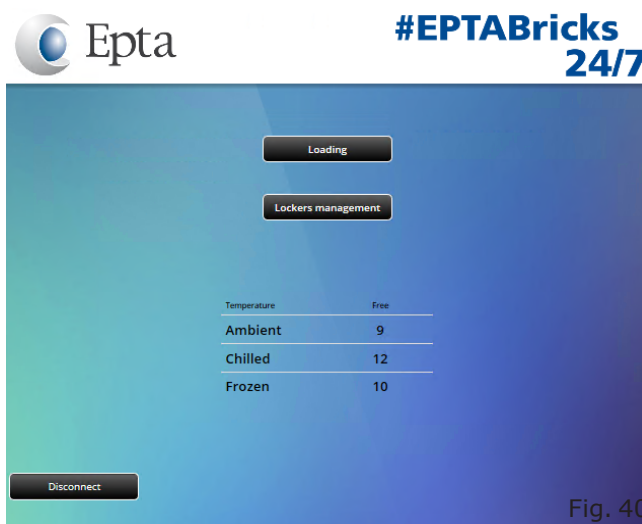 Epta
#EPTABricks
24/7
Loading
Lockers management
Temperature Free
Ambient 9
Chilled 12
Frozen 10
Disconnect
Fig. 40